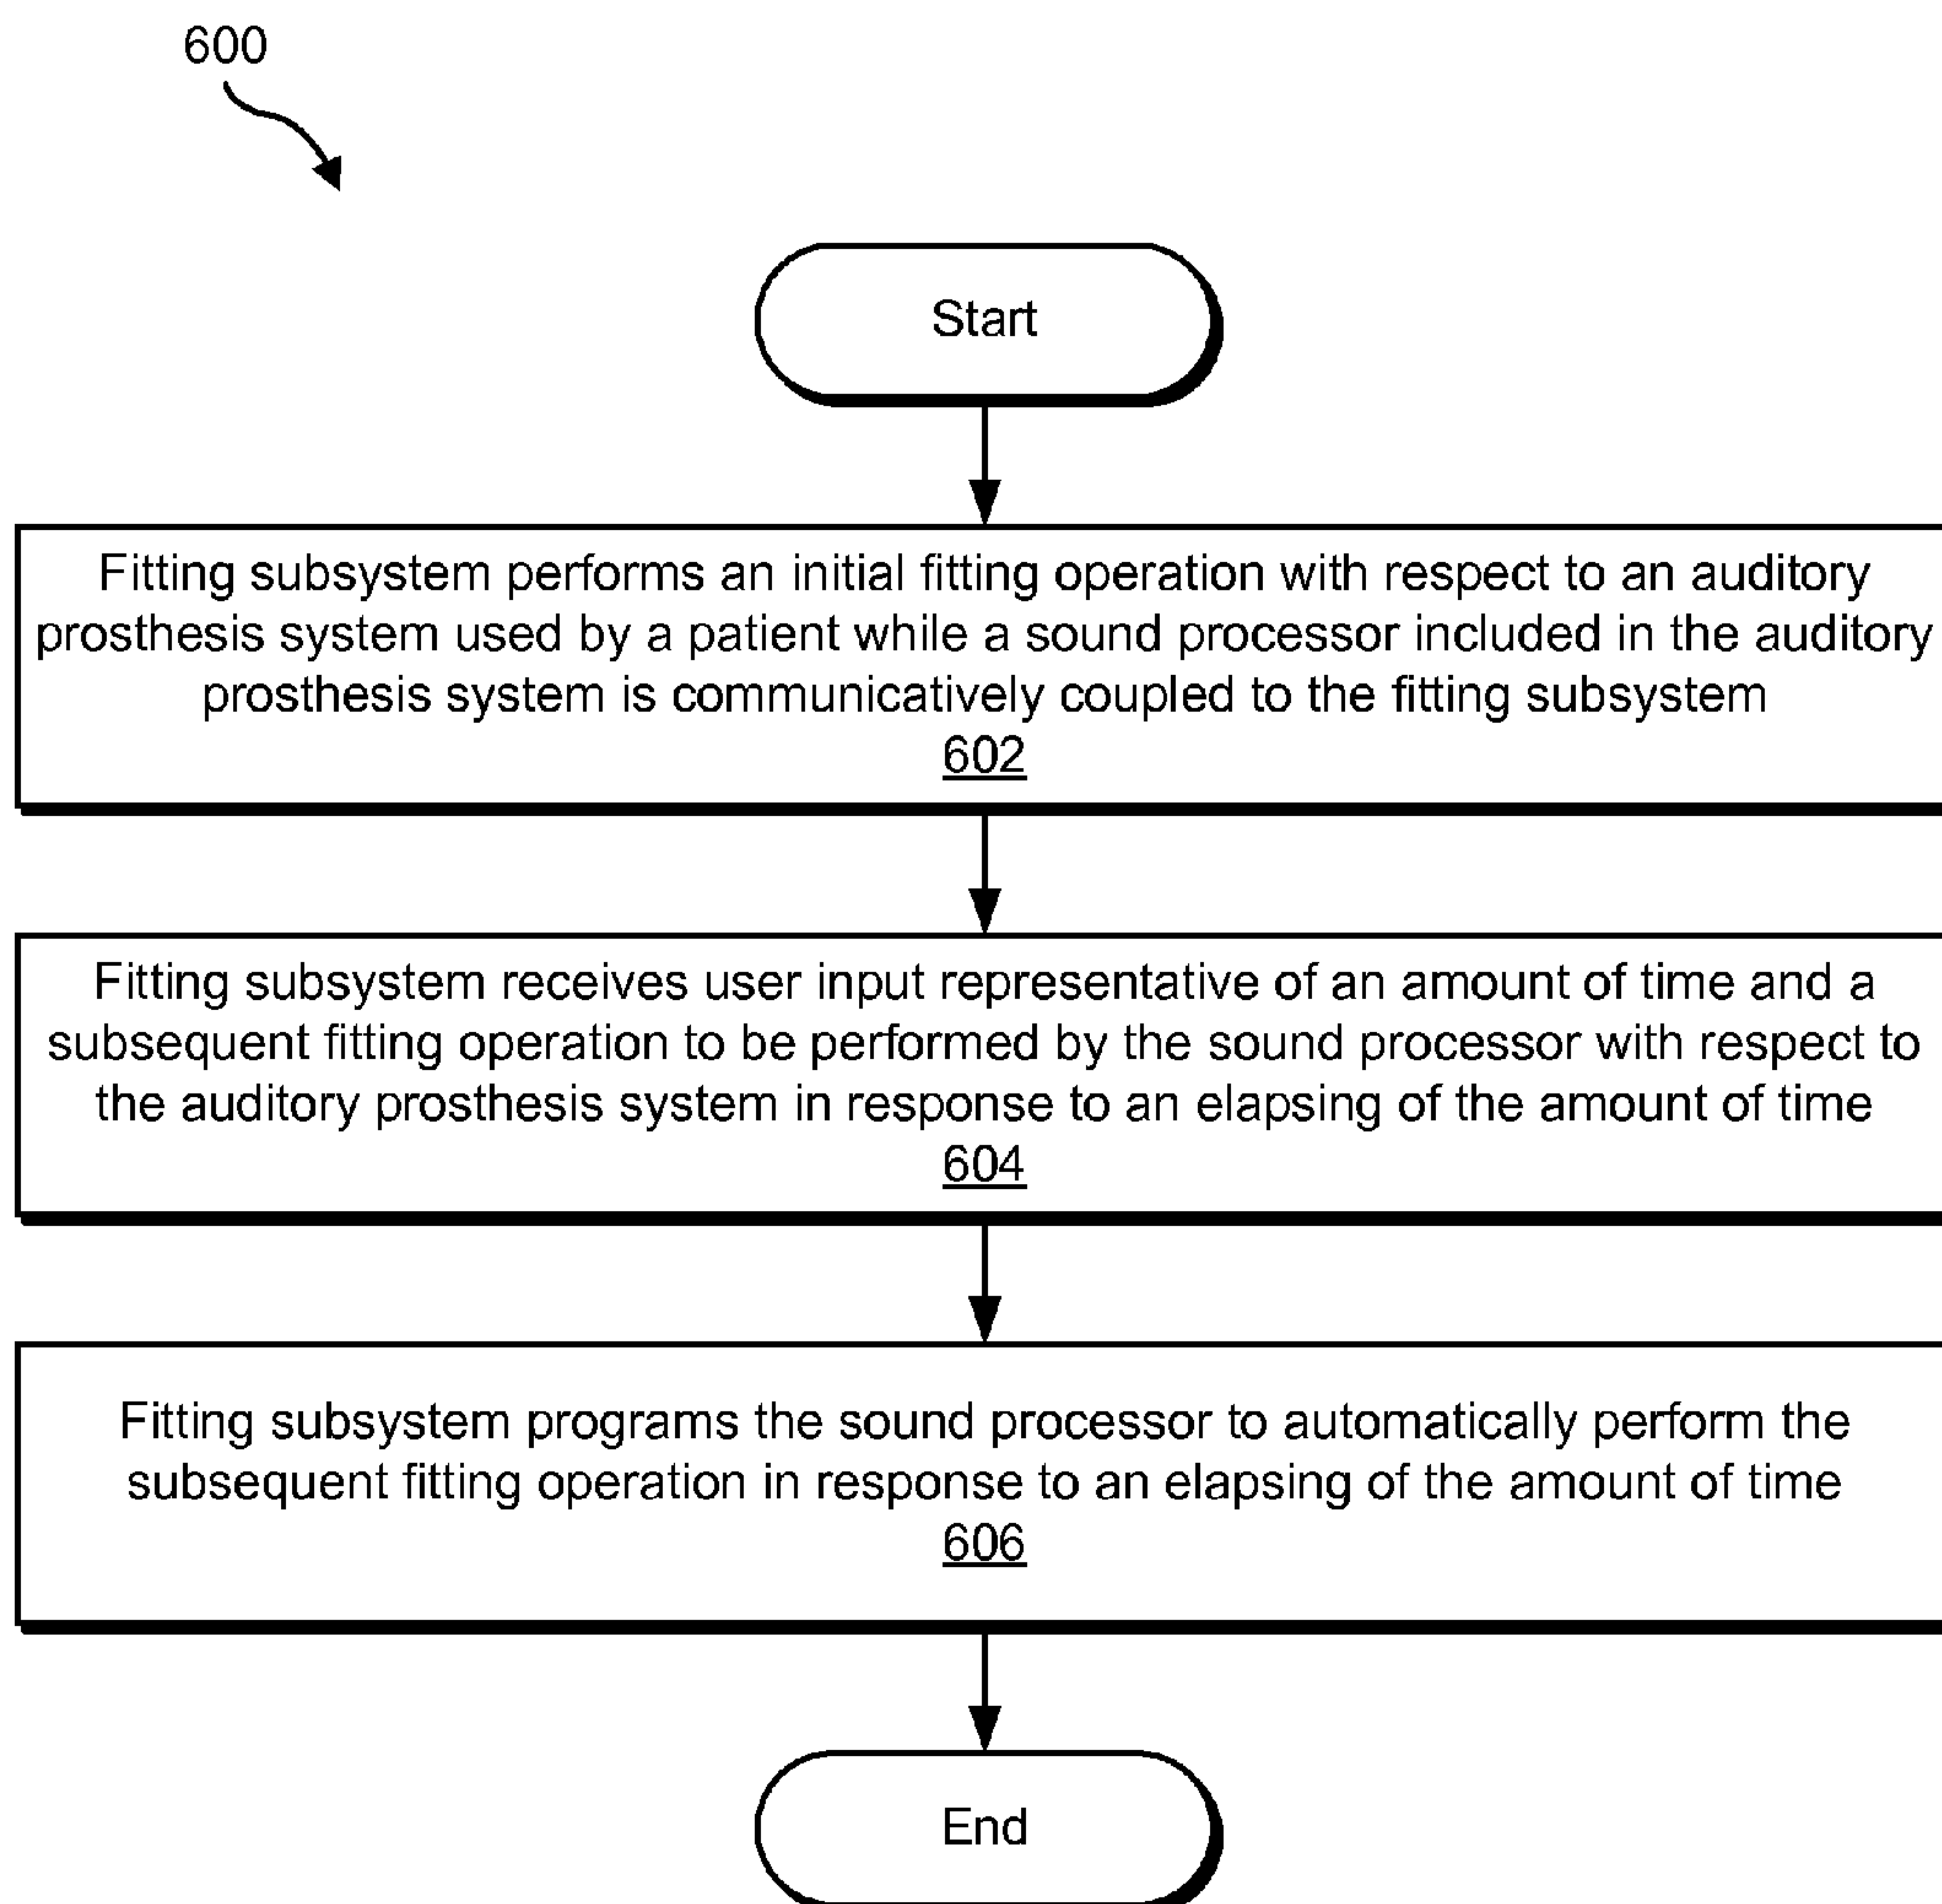 600
Start
Fitting subsystem performs an initial fitting operation with respect to an auditory
prosthesis system used by a patient while a sound processor included in the auditory
prosthesis system is communicatively coupled to the fitting subsystem
602
Fitting subsystem receives user input representative of an amount of time and a
subsequent fitting operation to be performed by the sound processor with respect to
the auditory prosthesis system in response to an elapsing of the amount of time
604
Fitting subsystem programs the sound processor to automatically perform the
subsequent fitting operation in response to an elapsing of the amount of time
606
End